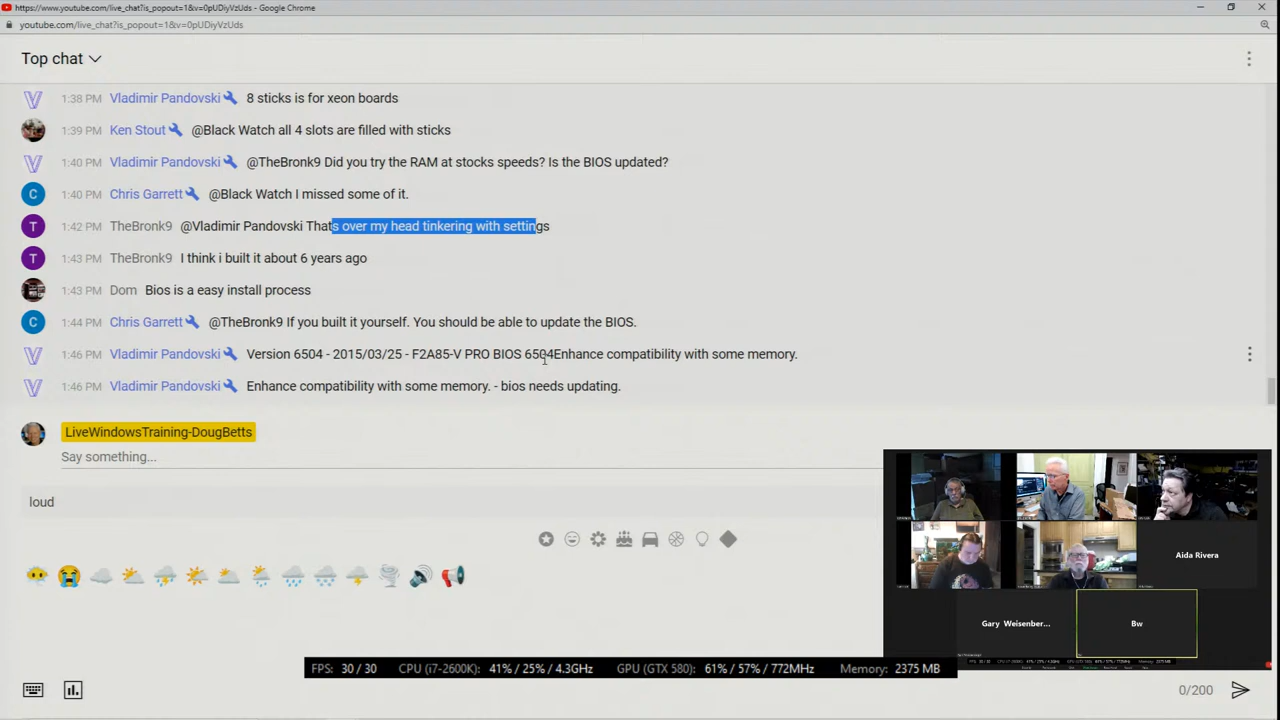 https://www.youtube.com/live_chat?is_popout=1&v=0pUDiyVzUds - Google Chrome
youtube.com/live_chat?is_popout=1&v=0pUDiyVzUds
Top chat
1:38 PM Vladimir Pandovski 8 sticks is for xeon boards
1:39 PM Ken Stout @Black Watch all 4 slots are filled with sticks
1:40 PM Vladimir Pandovski @TheBronk9 Did you try the RAM at stocks speeds? Is the BIOS updated?
C 1:40 PM Chris Garrett @Black Watch I missed some of it.
T 1:42 PM TheBronk9 @Vladimir Pandovski Thats over my head tinkering with settings
T 1:43 PM TheBronk9 I think i built it about 6 years ago
1:43 PM Dom Bios is a easy install process
C 1:44 PM Chris Garrett @TheBronk9 If you built it yourself. You should be able to update the BIOS.
1:46 PM Vladimir Pandovski Version 6504 - 2015/03/25 - F2A85-V PRO BIOS 6504Enhance compatibility with some memory.
1:46 PM Vladimir Pandovski Enhance compatibility with some memory. - bios needs updating.
LiveWindowsTraining-DougBetts
Say something...
loud
Aida Rivera
Gary Weisenber...
Bw
FPS: 30 / 30 CPU (i7-2600K): 41% / 25% / 4.3GHz GPU (GTX 580): 61% / 57% / 772MHz Memory: 2375 MB
0/200